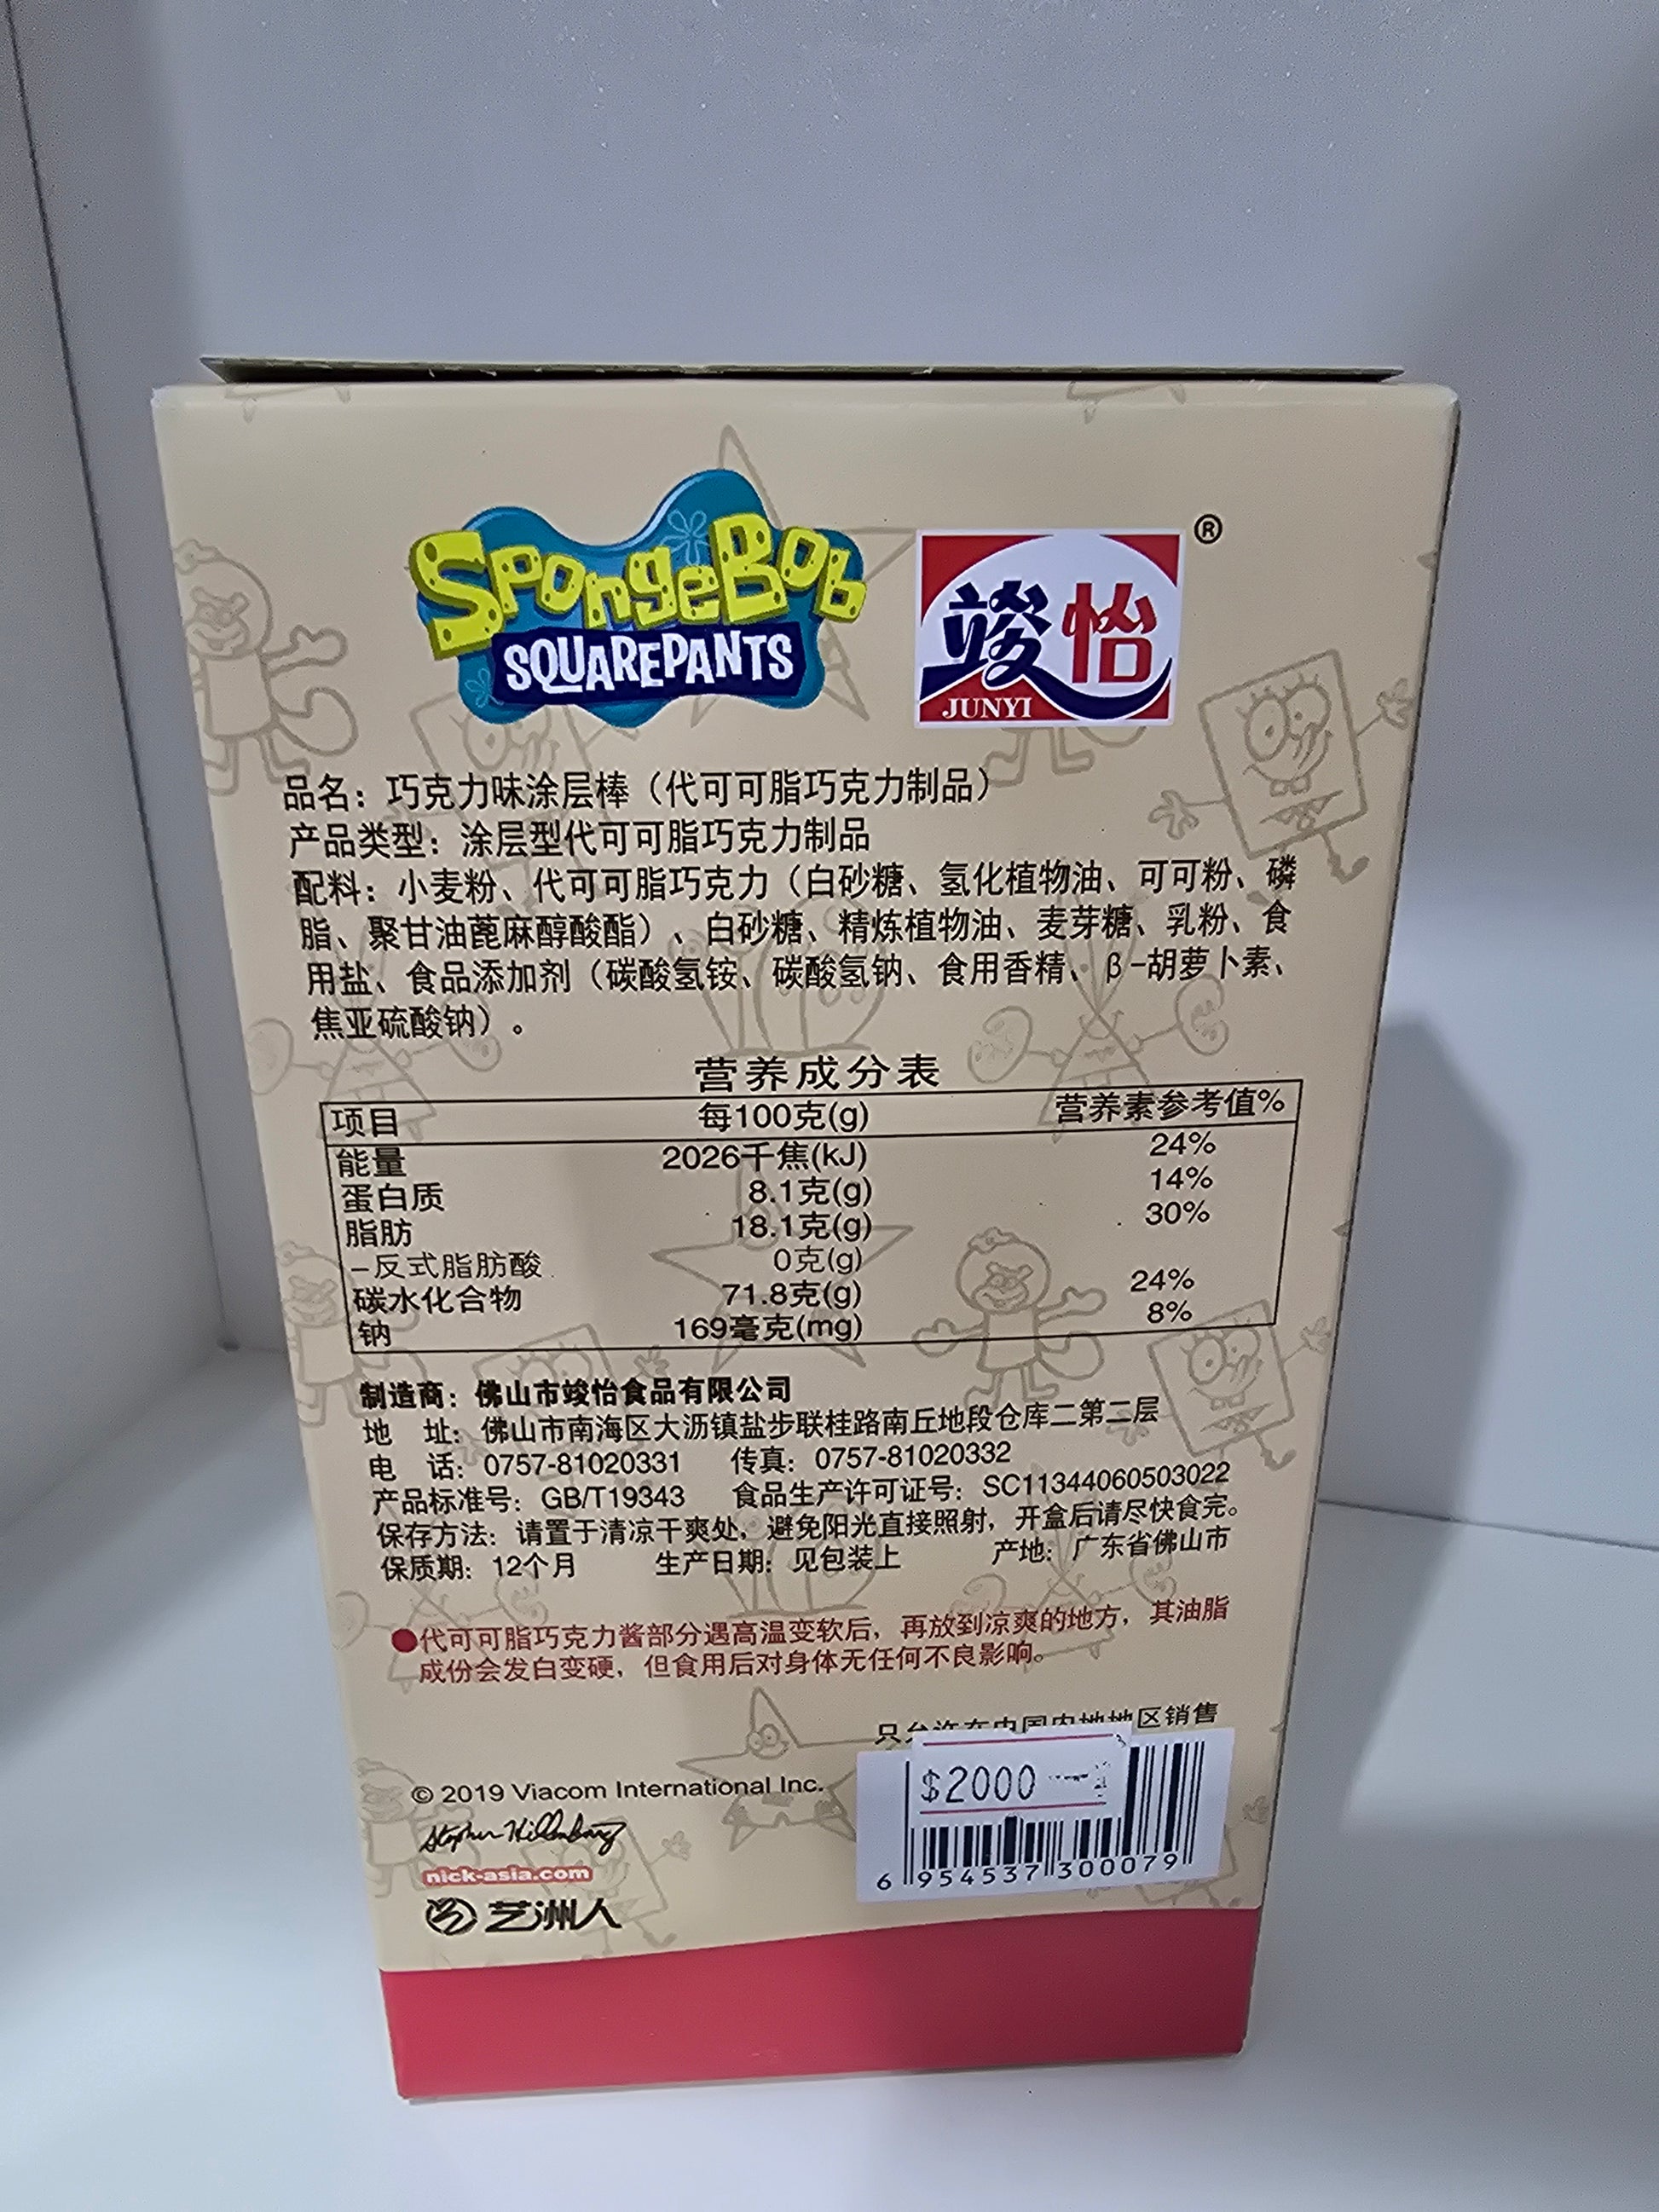 SpongeBob
SQUAREPANTS
竣怡
®
JUNYI
品名：巧克力味涂层棒（代可可脂巧克力制品）
产品类型：涂层型代可可脂巧克力制品
配料：小麦粉、代可可脂巧克力（白砂糖、氢化植物油、可可粉、磷
脂、聚甘油蓖麻醇酸酯）、白砂糖、精炼植物油、麦芽糖、乳粉、食
用盐、食品添加剂（碳酸氢铵、碳酸氢钠、食用香精、β-胡萝卜素、
焦亚硫酸钠）。
营养成分表
项目 每100克(g) 营养素参考值%
能量 2026千焦(kJ) 24%
蛋白质 8.1克(g) 14%
脂肪 18.1克(g) 30%
-反式脂肪酸 0克(g)
碳水化合物 71.8克(g) 24%
钠 169毫克(mg) 8%
制造商：佛山市竣怡食品有限公司
地 址：佛山市南海区大沥镇盐步联桂路南丘地段仓库二第二层
电 话：0757-81020331 传真：0757-81020332
产品标准号：GB/T19343 食品生产许可证号：SC11344060503022
保存方法：请置于清凉干爽处，避免阳光直接照射，开盒后请尽快食完。
保质期：12个月 生产日期：见包装上 产地：广东省佛山市
●代可可脂巧克力酱部分遇高温变软后，再放到凉爽的地方，其油脂
成份会发白变硬，但食用后对身体无任何不良影响。
只允许在中国内地地区销售
© 2019 Viacom International Inc.
$2000
Stephen Hillenburg
6 954537 300079
nick-asia.com
艺洲人